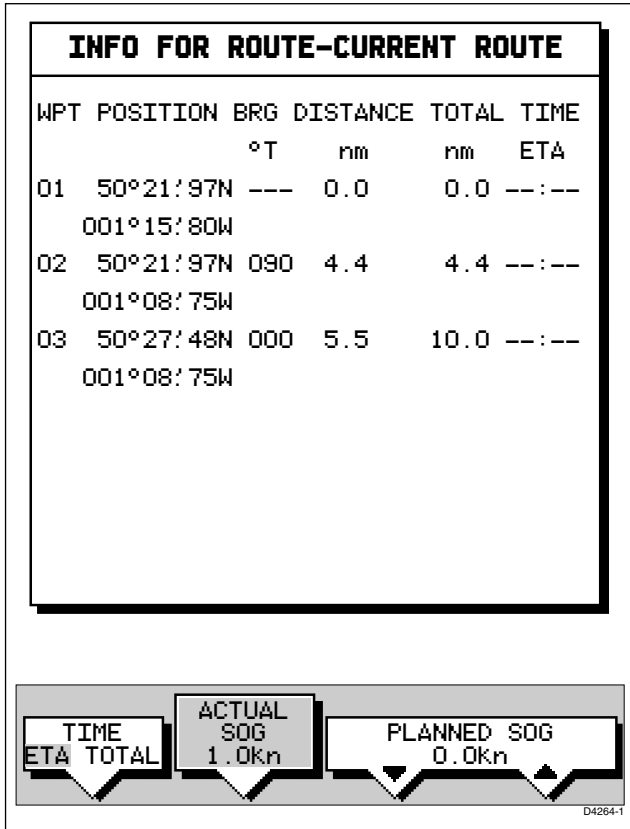 INFO FOR ROUTE-CURRENT ROUTE
WPT POSITION BRG DISTANCE TOTAL TIME
°T nm nm ETA
01 50°21!97N --- 0.0 0.0 --:--
001°15!80W
02 50°21!97N 090 4.4 4.4 --:--
001°08!75W
03 50°27!48N 000 5.5 10.0 --:--
001°08!75W
TIME
ETA TOTAL
ACTUAL
SOG
1.0Kn
PLANNED SOG
0.0Kn
D4264-1